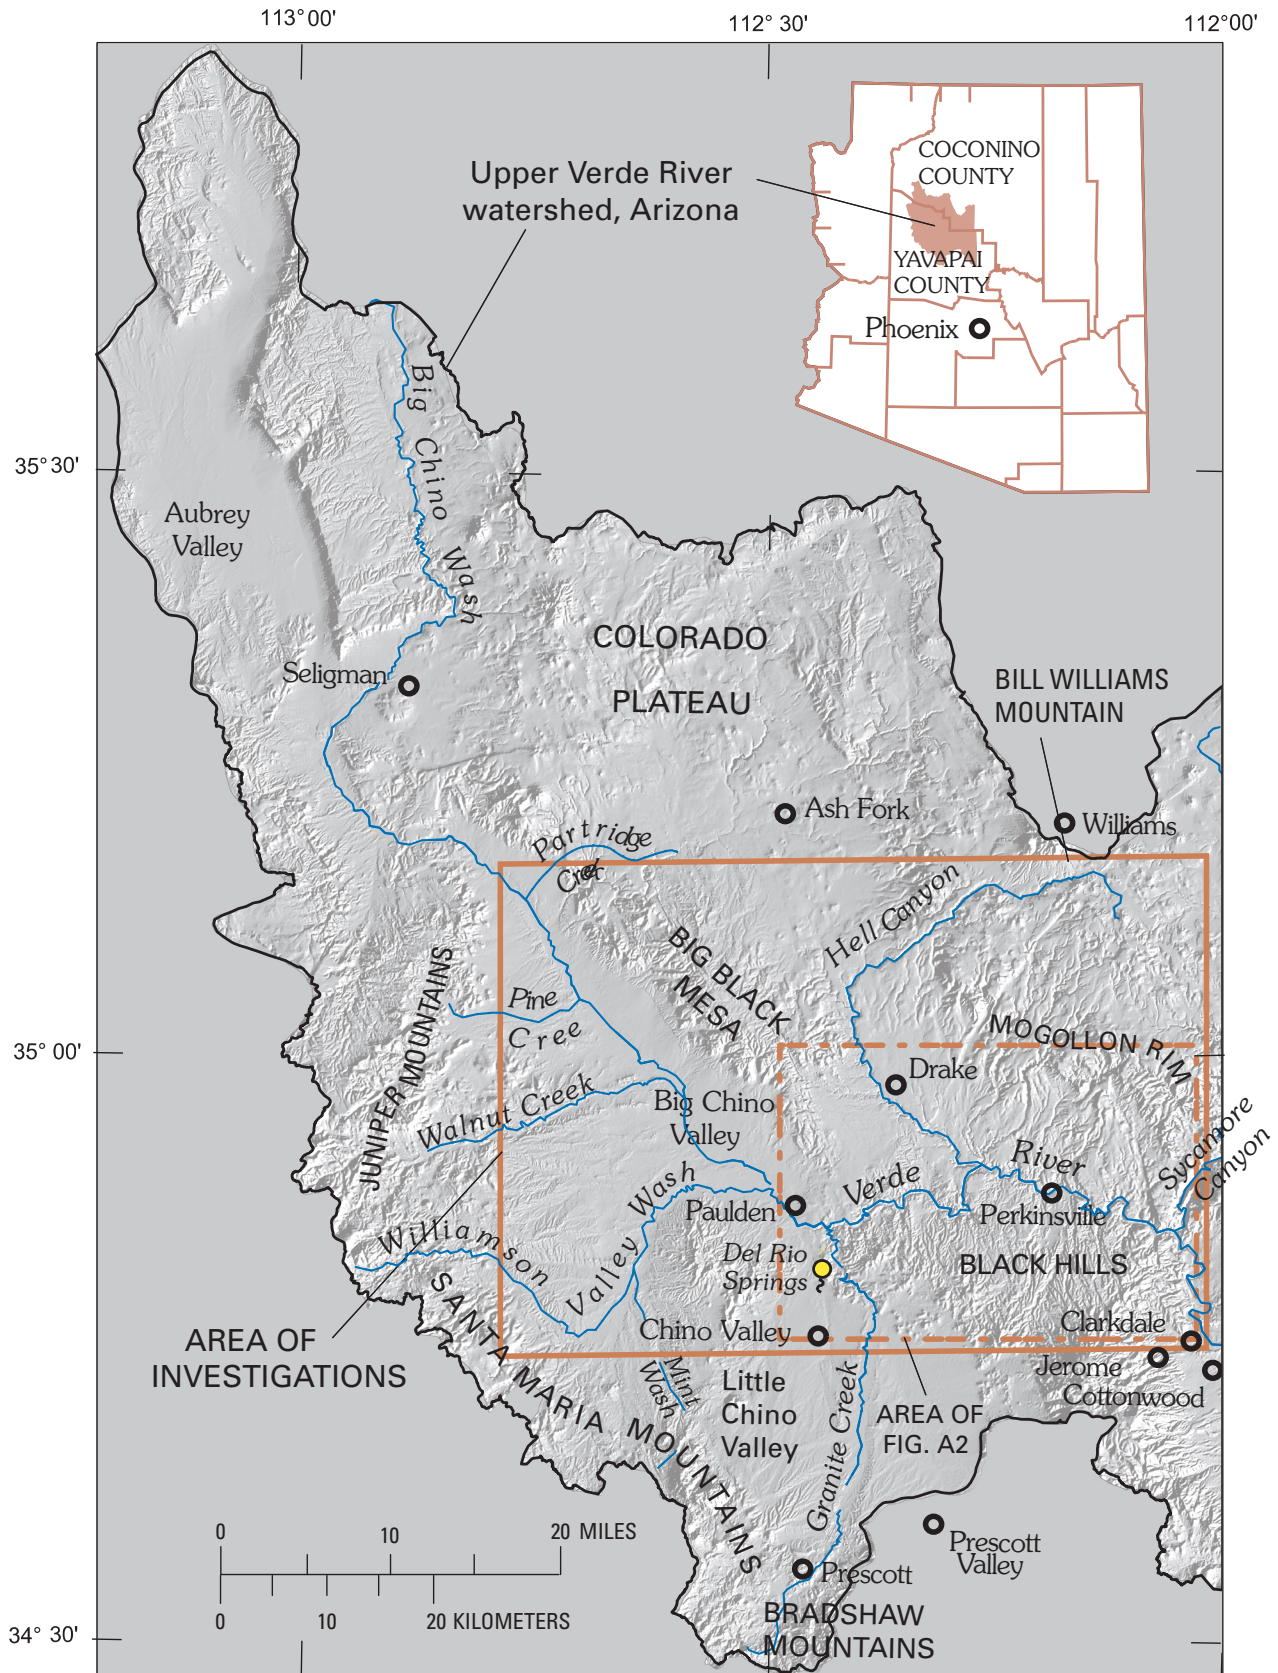 113° 00'
112° 30'
112° 00'
Upper Verde River
watershed, Arizona
COCONINO
COUNTY
YAVAPAI
COUNTY
Phoenix
Big Chino Wash
35° 30'
Aubrey
Valley
COLORADO
PLATEAU
Seligman
BILL WILLIAMS
MOUNTAIN
Ash Fork
Williams
Partridge
Creek
Hell Canyon
BIG BLACK
MESA
JUNIPER MOUNTAINS
Pine
Cree
MOGOLLON RIM
35° 00'
Drake
Walnut Creek
Big Chino
Valley
Sycamore
Canyon
Verde River
Williamson Valley Wash
Paulden
Perkinsville
Del Rio
Springs
BLACK HILLS
SANTA MARIA MOUNTAINS
Chino Valley
Clarkdale
AREA OF
INVESTIGATIONS
Jerome
Cottonwood
Mint
Wash
Little
Chino
Valley
Granite Creek
AREA OF
FIG. A2
0 10 20 MILES
Prescott
Valley
Prescott
0 10 20 KILOMETERS
BRADSHAW
MOUNTAINS
34° 30'